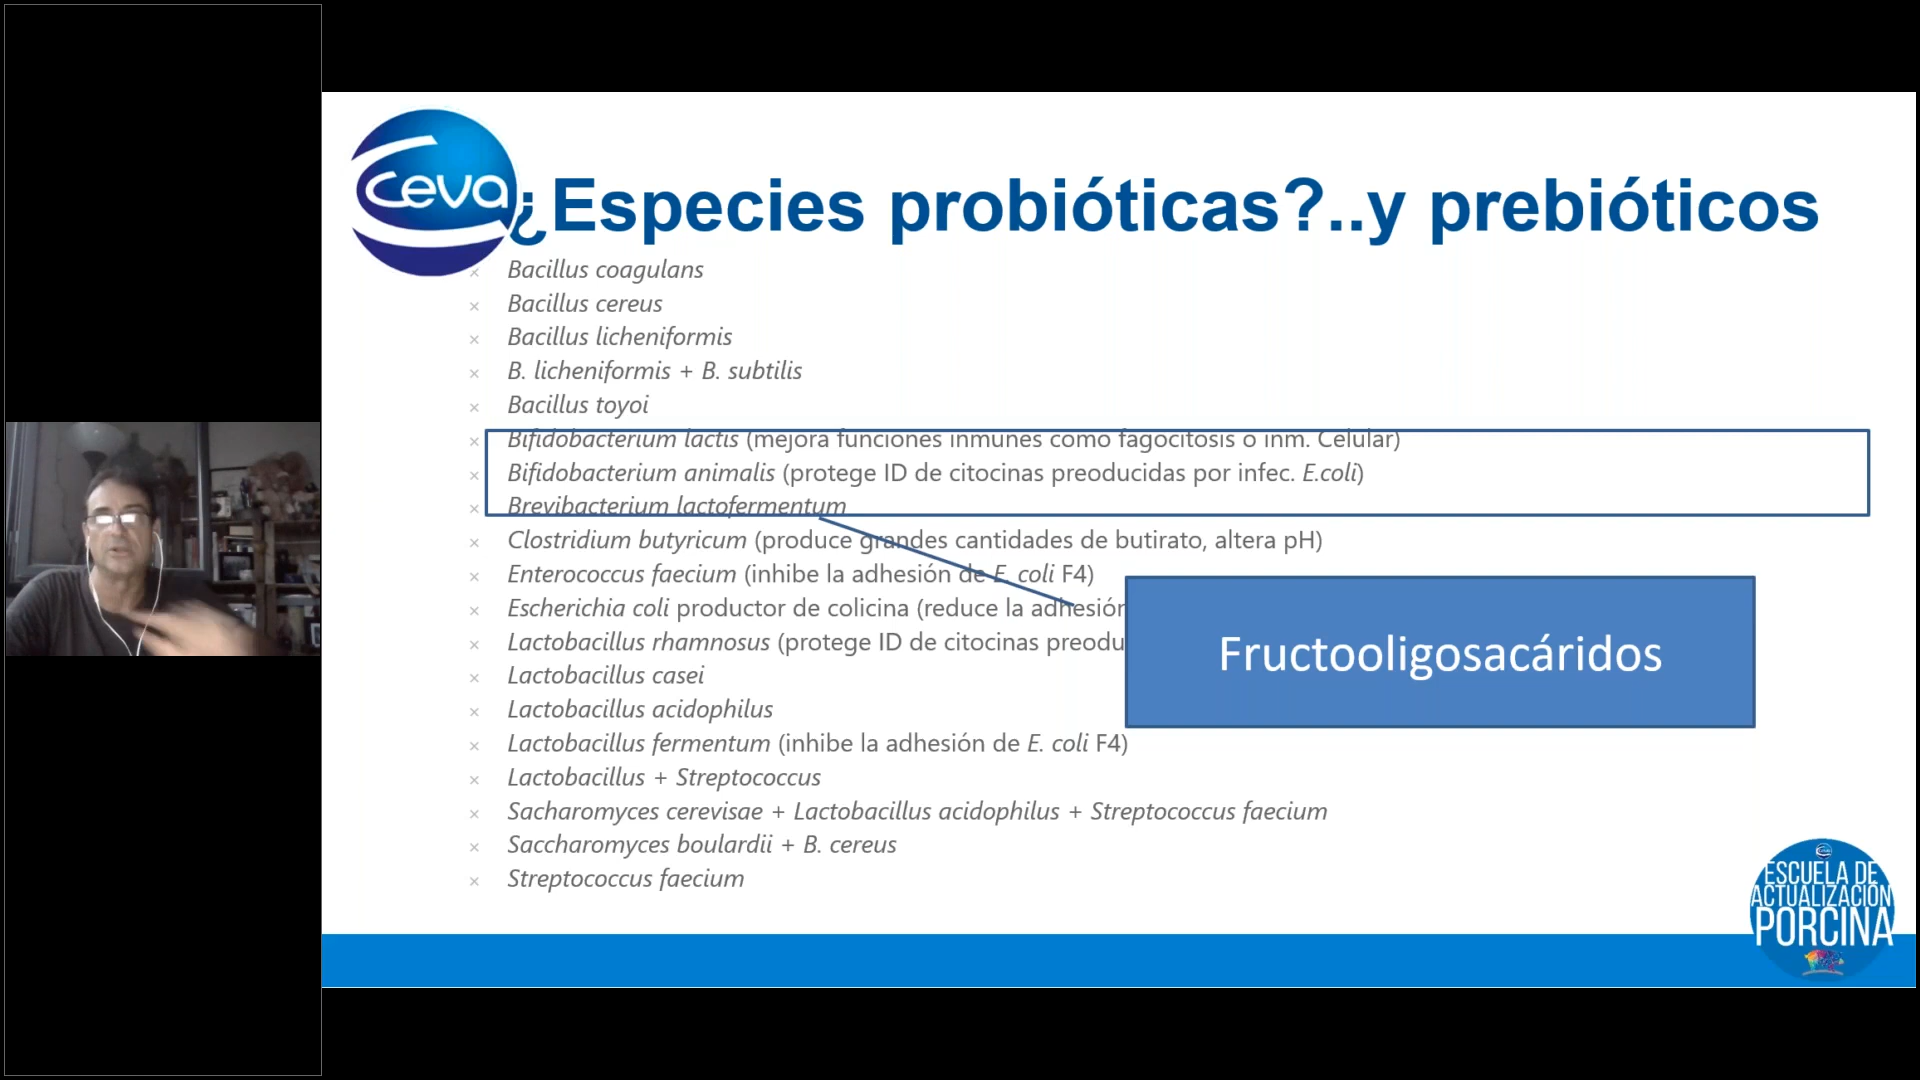 Ceva
¿Especies probióticas?..y prebióticos
× Bacillus coagulans
× Bacillus cereus
× Bacillus licheniformis
× B. licheniformis + B. subtilis
× Bacillus toyoi
× Bifidobacterium lactis (mejora funciones inmunes como fagocitosis o inm. Celular)
× Bifidobacterium animalis (protege ID de citocinas preoducidas por infec. E.coli)
× Brevibacterium lactofermentum
× Clostridium butyricum (produce grandes cantidades de butirato, altera pH)
× Enterococcus faecium (inhibe la adhesión de E. coli F4)
× Escherichia coli productor de colicina (reduce la adhesión
× Lactobacillus rhamnosus (protege ID de citocinas preodu
Fructooligosacáridos
× Lactobacillus casei
× Lactobacillus acidophilus
× Lactobacillus fermentum (inhibe la adhesión de E. coli F4)
× Lactobacillus + Streptococcus
× Sacharomyces cerevisae + Lactobacillus acidophilus + Streptococcus faecium
× Saccharomyces boulardii + B. cereus
× Streptococcus faecium
Ceva
ESCUELA DE
ACTUALIZACIÓN
PORCINA